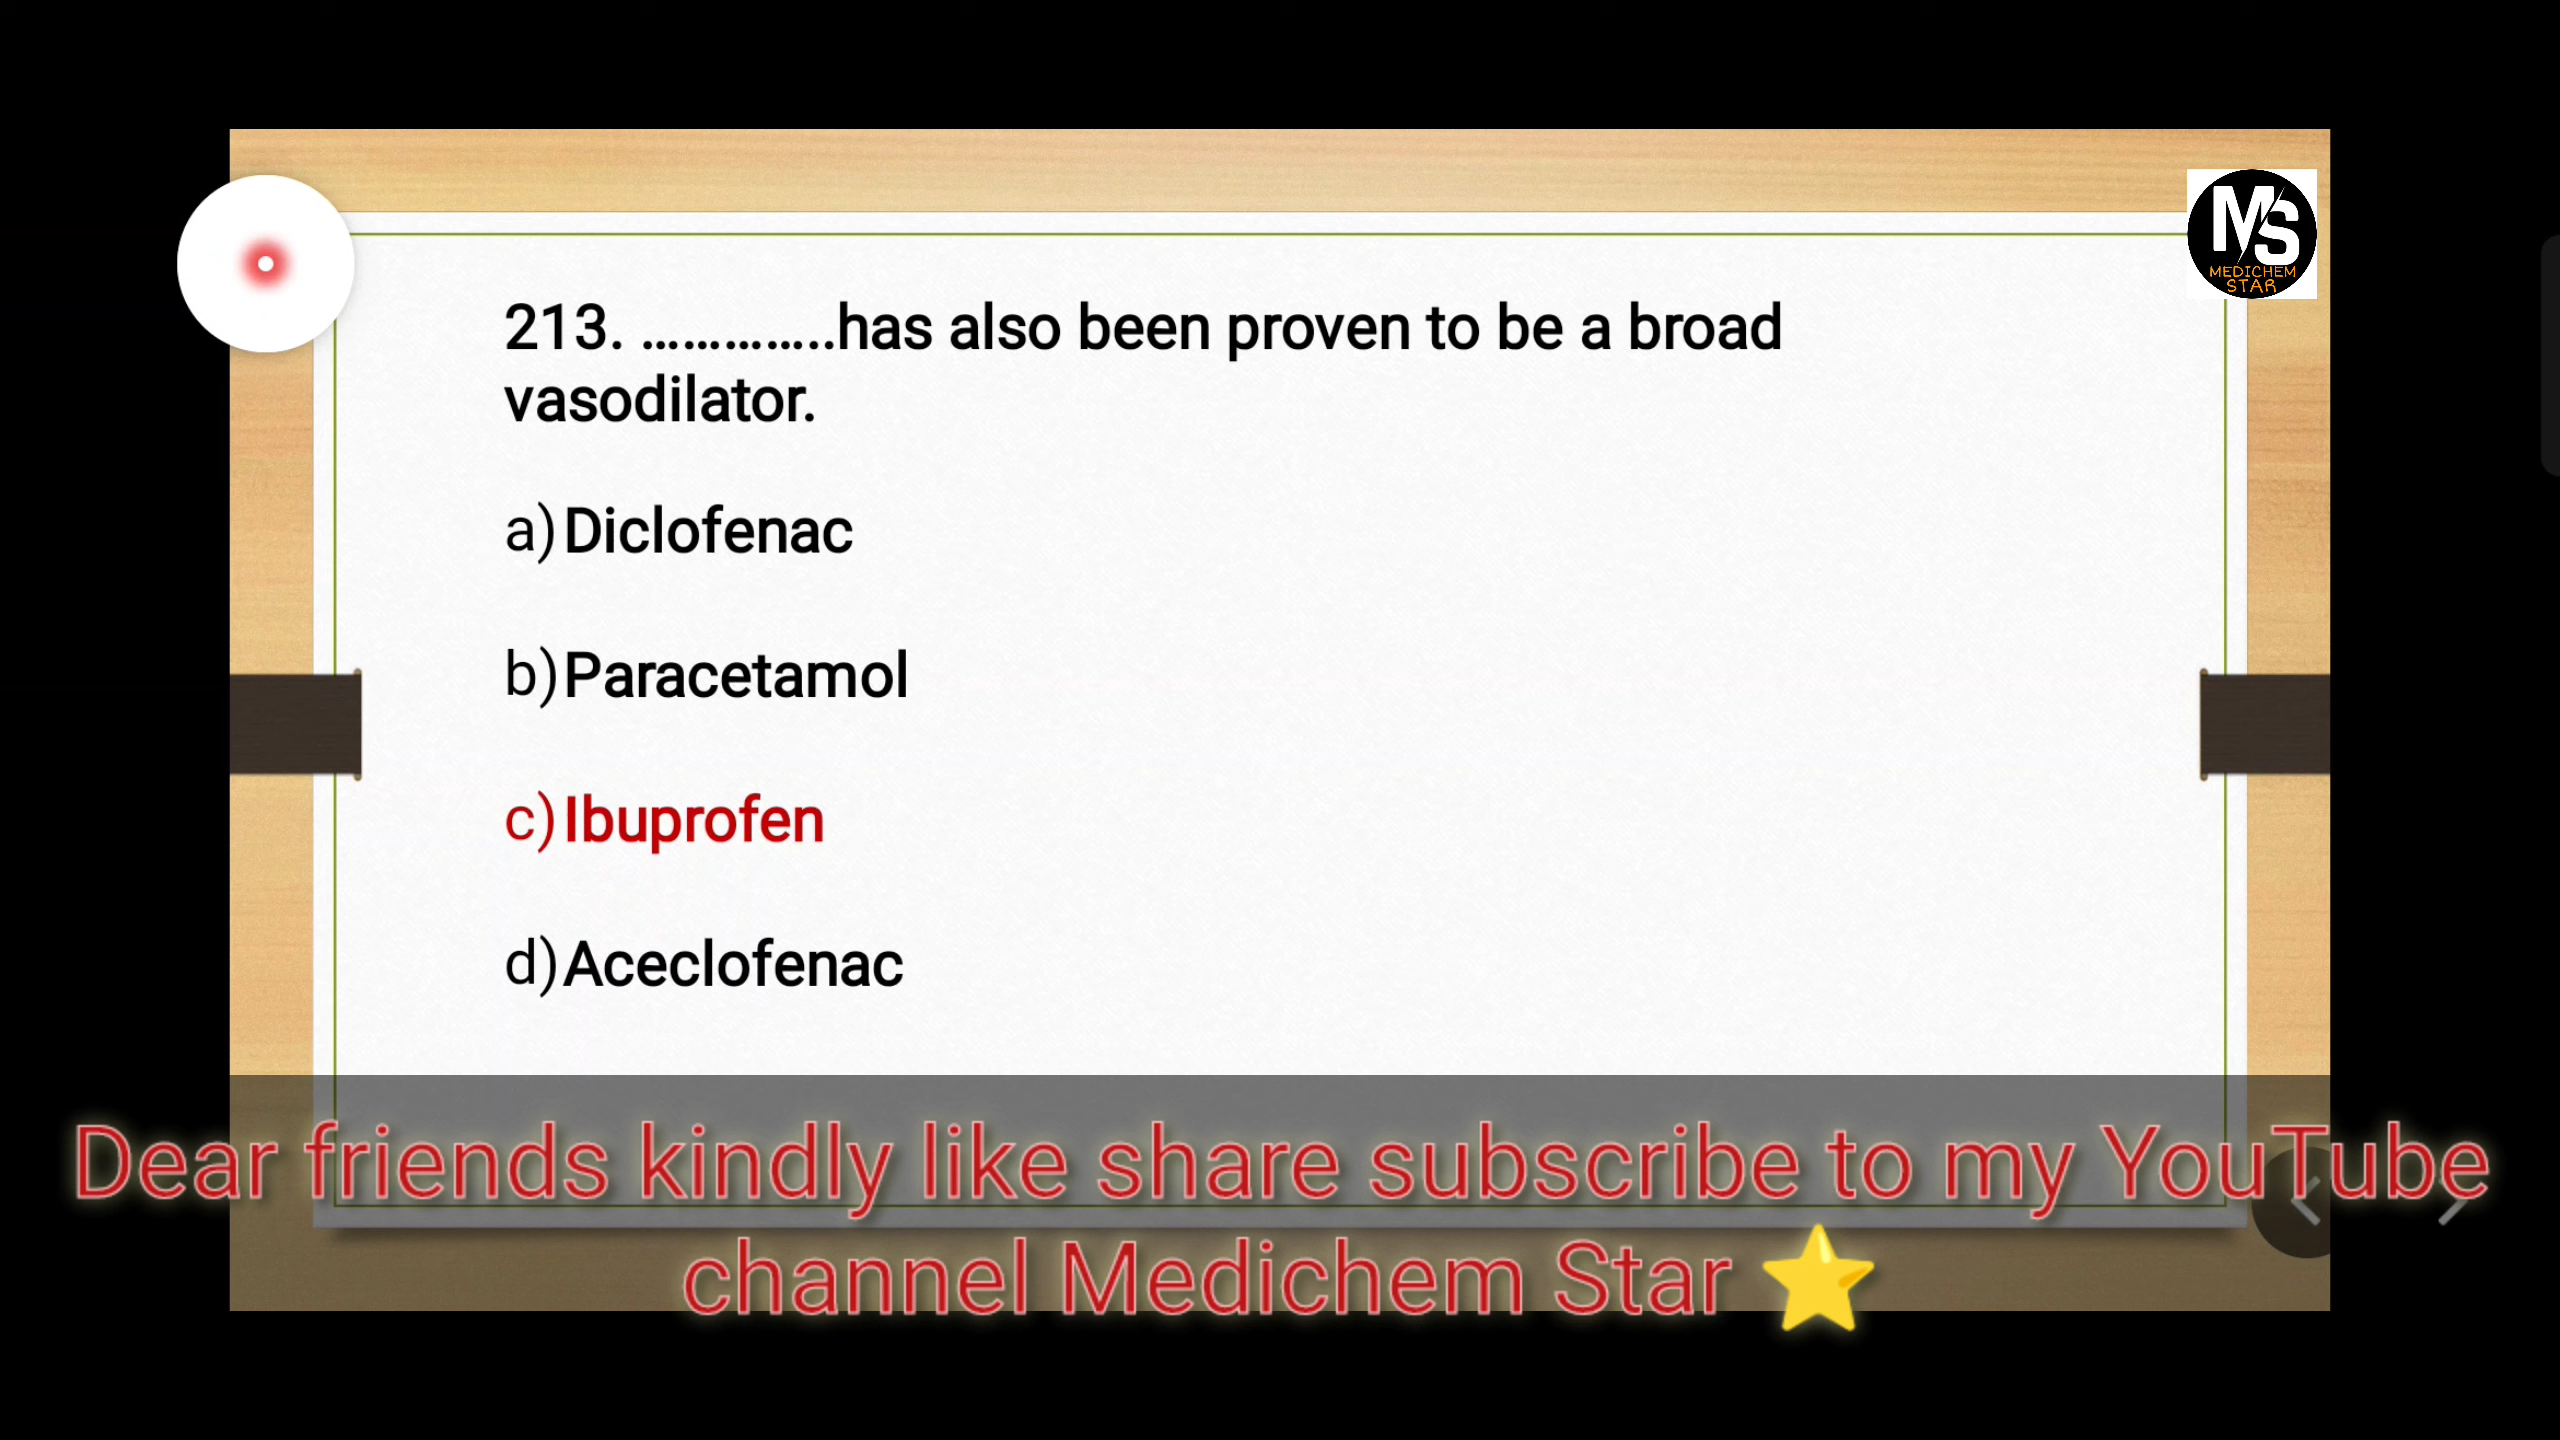 MS
MEDICHEM
STAR
213. …………..has also been proven to be a broad
vasodilator.
a) Diclofenac
b) Paracetamol
c) Ibuprofen
d) Aceclofenac
Dear friends kindly like share subscribe to my YouTube
channel Medichem Star ⭐